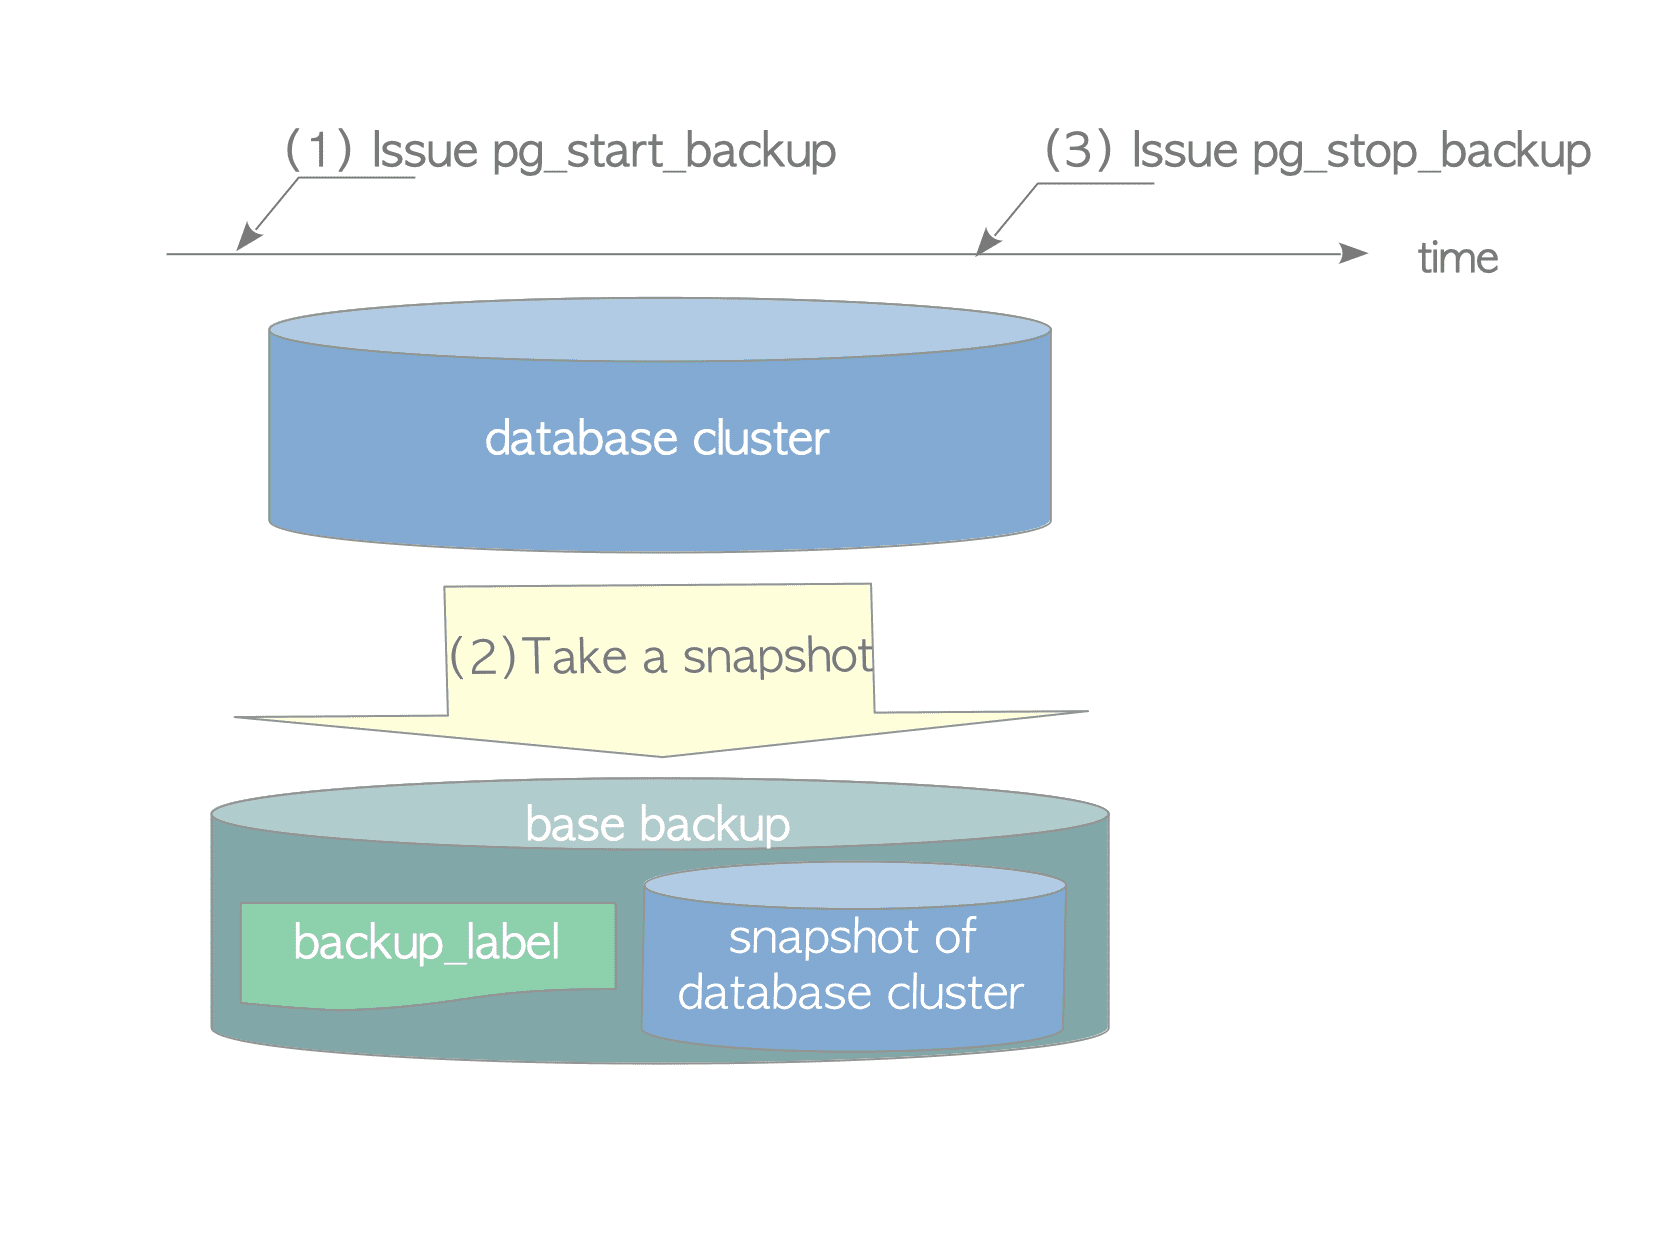 (1) Issue pg_start_backup
(3) Issue pg_stop_backup
time
database cluster
(2)Take a snapshot
base backup
backup_label
snapshot of
database cluster